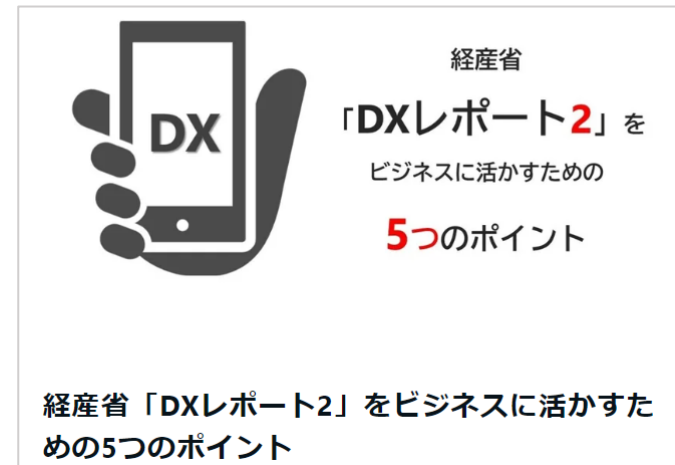 DX
経産省
「DXレポート2」を
ビジネスに活かすための
5つのポイント
経産省「DXレポート2」をビジネスに活かすた
めの5つのポイント